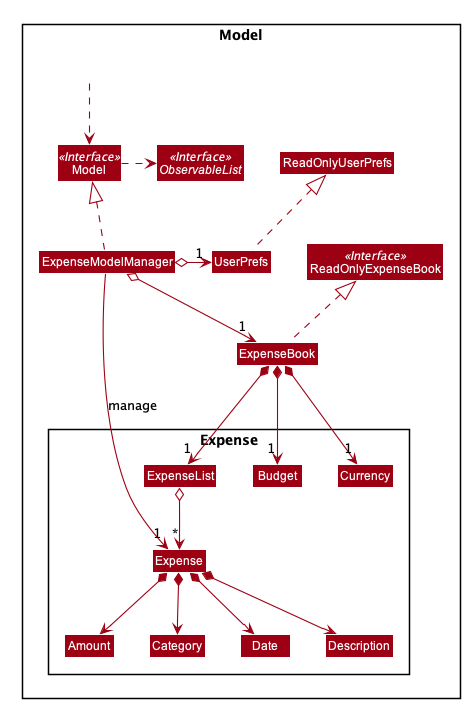 Model
«Interface»
Model
«Interface»
ObservableList
ReadOnlyUserPrefs
ExpenseModelManager
1
UserPrefs
«Interface»
ReadOnlyExpenseBook
1
ExpenseBook
manage
Expense
1
1
1
ExpenseList
Budget
Currency
1
*
Expense
Amount
Category
Date
Description